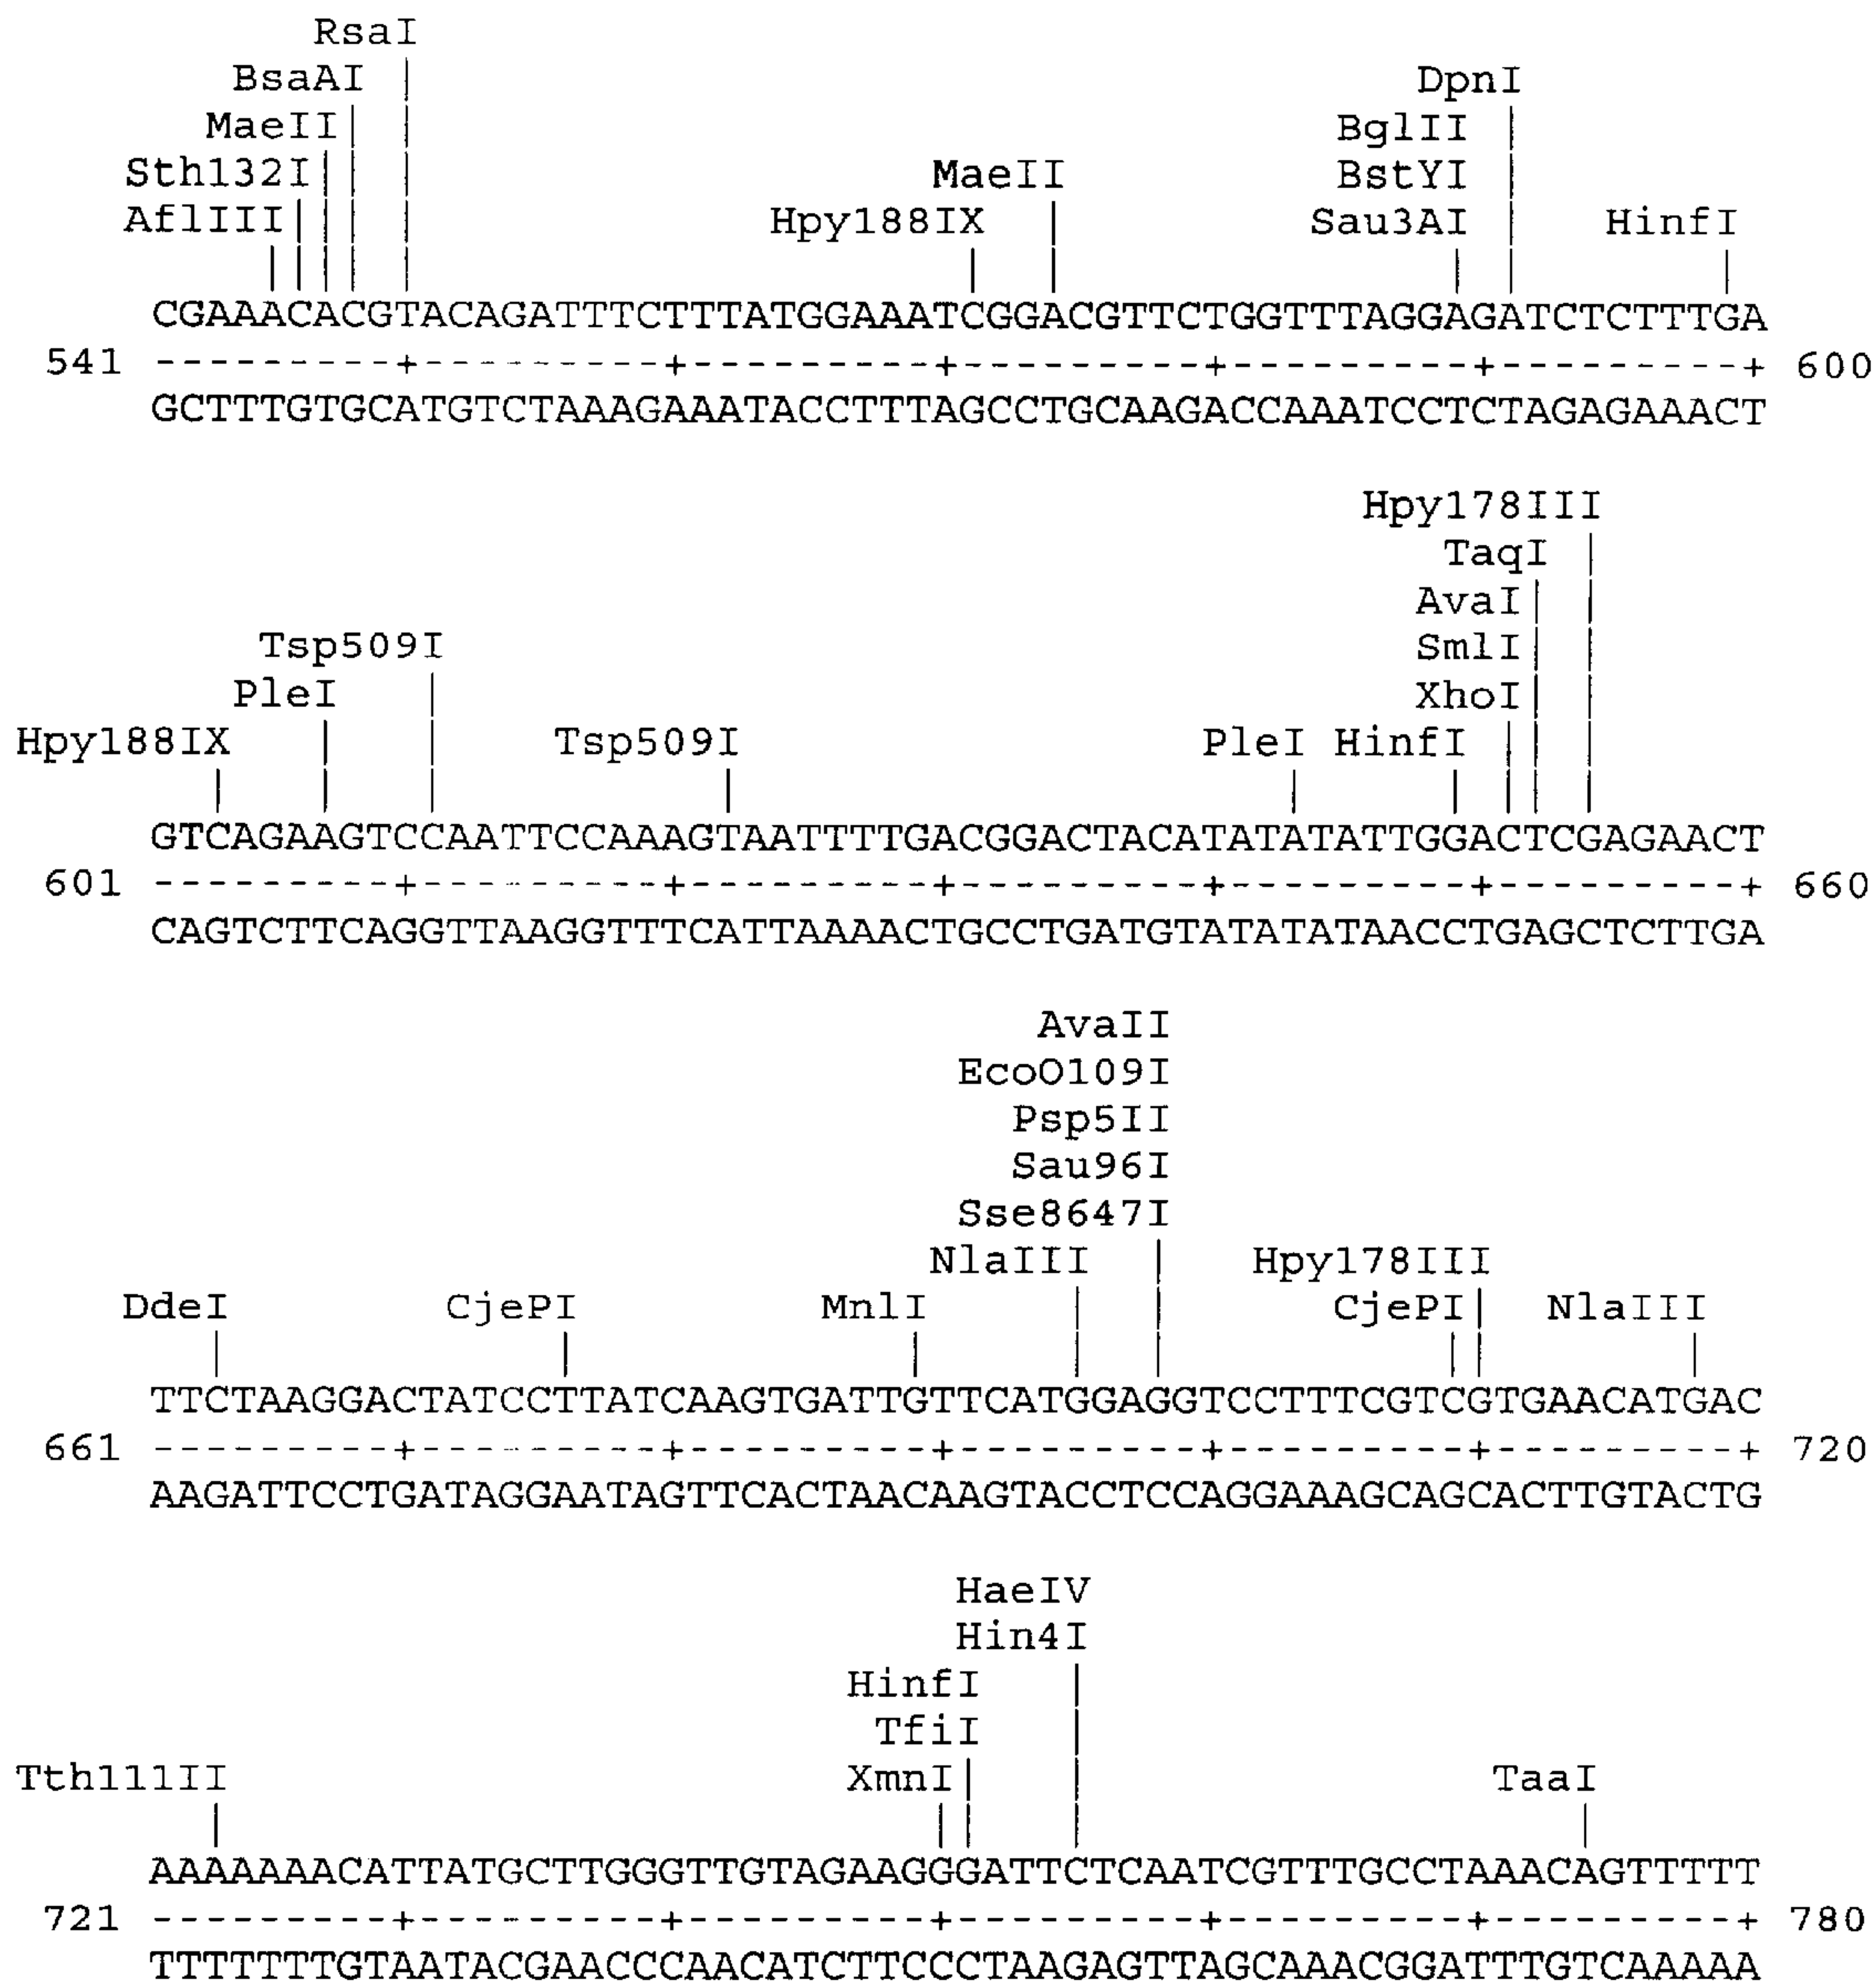 RsaI
BsaAI DpnI
MaeII BglII
Sth132I MaeII BstYI
AflIII Hpy188IX Sau3AI HinfI
CGAAACACGTACAGATTTCTTTATGGAAATCGGACGTTCTGGTTTAGGAGATCTCTTTGA
541 ---------+---------+---------+---------+---------+---------+ 600
GCTTTGTGCATGTCTAAAGAAATACCTTTAGCCTGCAAGACCAAATCCTCTAGAGAAACT
Hpy178III
TaqI
AvaI
Tsp509I SmlI
PleI XhoI
Hpy188IX Tsp509I PleI HinfI
GTCAGAAGTCCAATTCCAAAGTAATTTTGACGGACTACATATATATTGGACTCGAGAACT
601 ---------+---------+---------+---------+---------+---------+ 660
CAGTCTTCAGGTTAAGGTTTCATTAAAACTGCCTGATGTATATATAACCTGAGCTCTTGA
AvaII
EcoO109I
Psp5II
Sau96I
Sse8647I
NlaIII Hpy178III
DdeI CjePI MnlI CjePI NlaIII
TTCTAAGGACTATCCTTATCAAGTGATTGTTCATGGAGGTCCTTTCGTCGTGAACATGAC
661 ---------+---------+---------+---------+---------+---------+ 720
AAGATTCCTGATAGGAATAGTTCACTAACAAGTACCTCCAGGAAAGCAGCACTTGTACTG
HaeIV
Hin4I
HinfI
TfiI
Tth111II XmnI TaaI
AAAAAAACATTATGCTTGGGTTGTAGAAGGGATTCTCAATCGTTTGCCTAAACAGTTTTT
721 ---------+---------+---------+---------+---------+---------+ 780
TTTTTTTGTAATACGAACCCAACATCTTCCCTAAGAGTTAGCAAACGGATTTGTCAAAAA